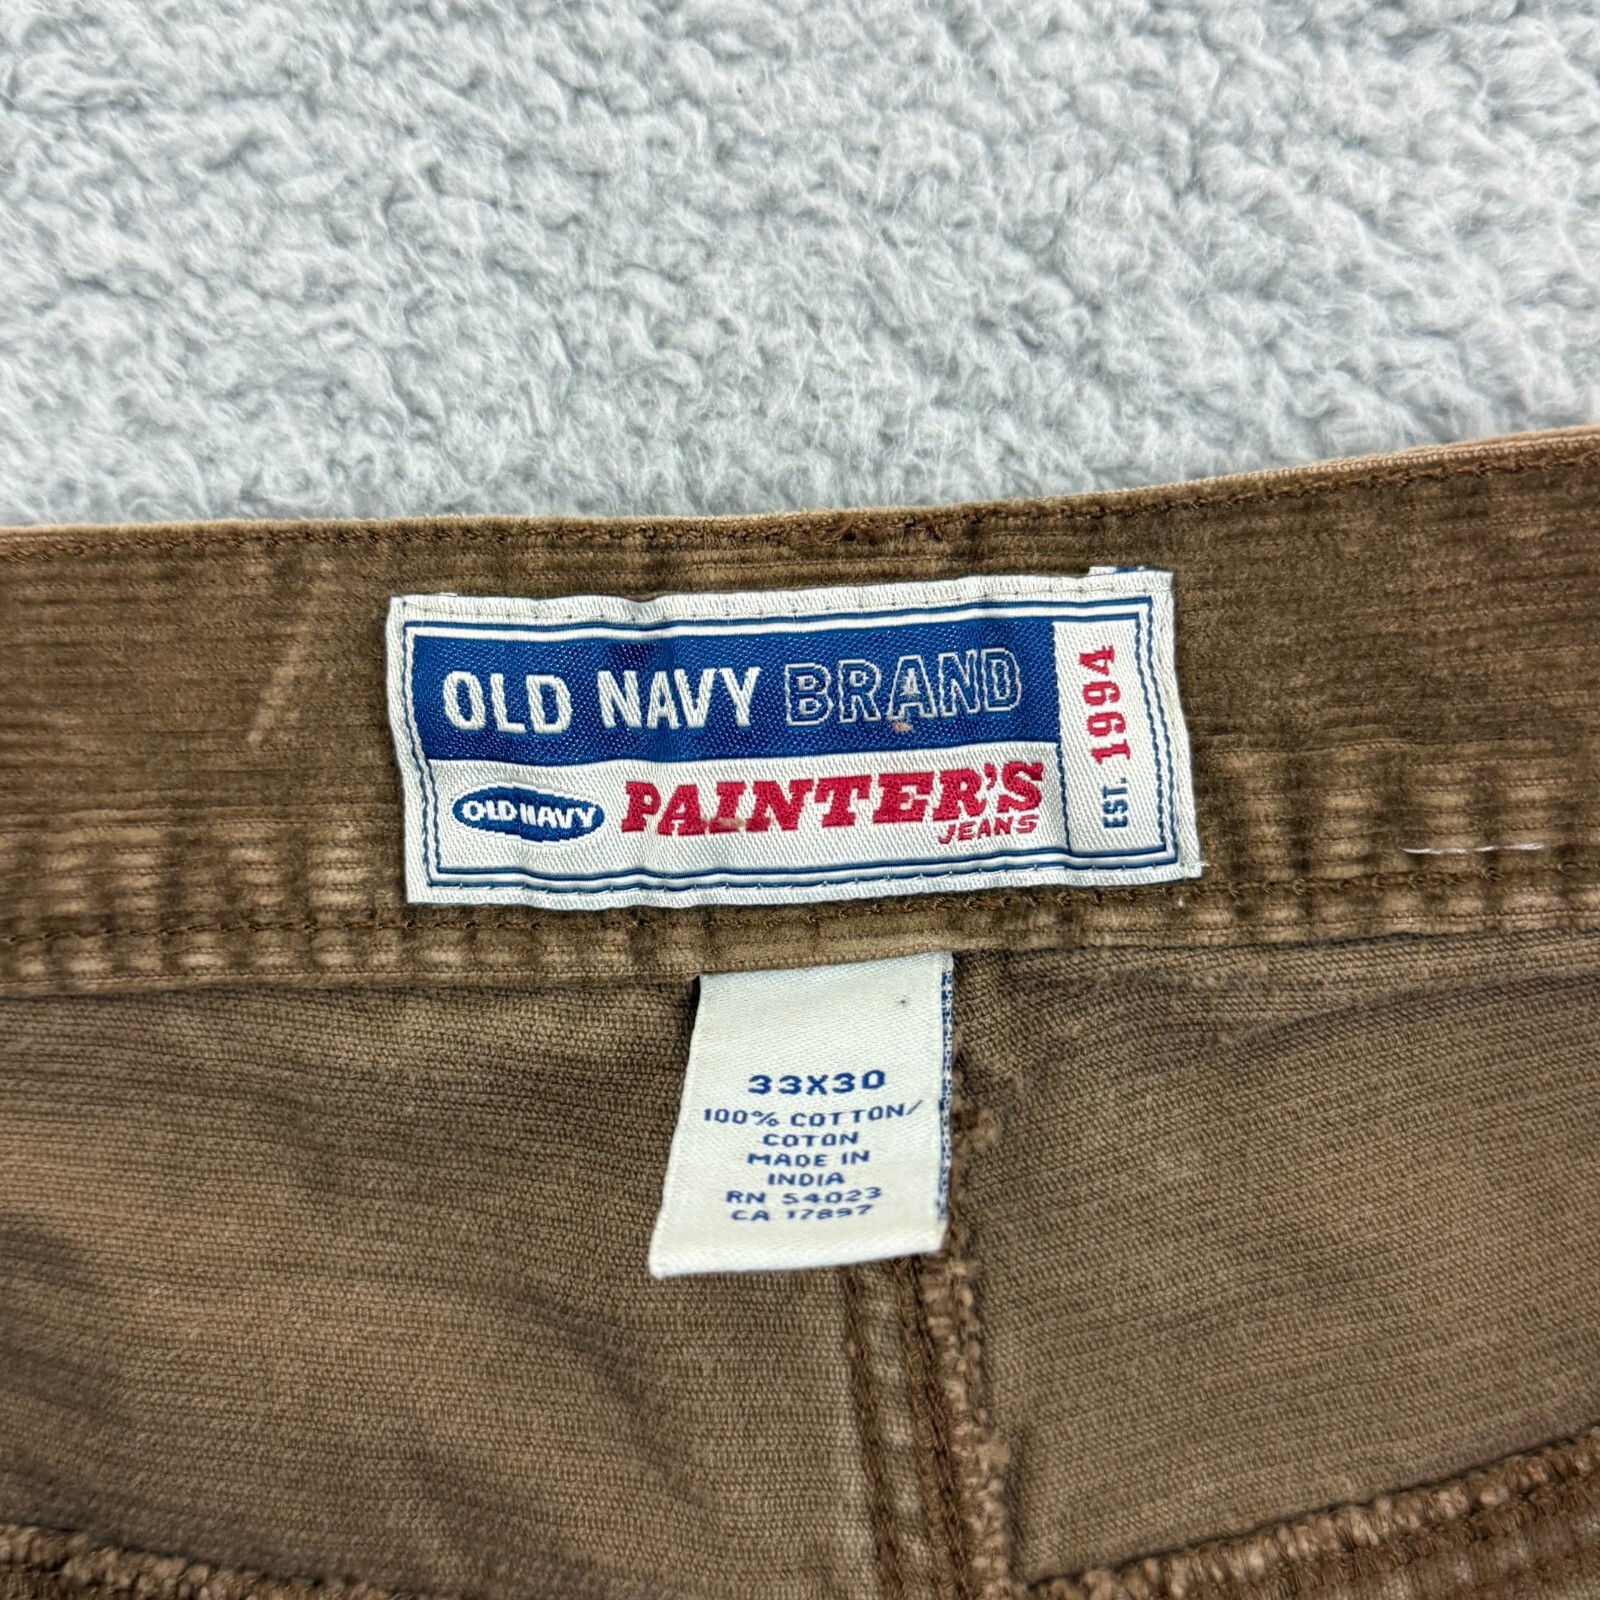 OLD NAVY BRAND
OLD NAVY PAINTER'S
JEANS
EST. 1994
33X30
100% COTTON/
COTON
MADE IN
INDIA
RN 54023
CA 17897